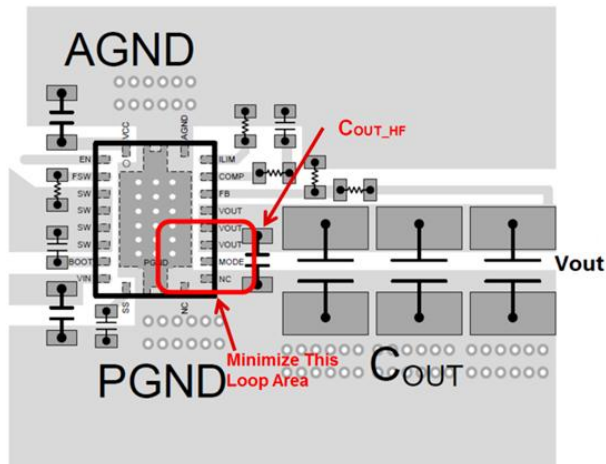 AGND
COUT_HF
VCC
AGND
EN
FSW
SW
SW
SW
SW
BOOT
VIN
ILIM
COMP
FB
VOUT
VOUT
VOUT
MODE
NC
PGND
SS
NC
Vout
Minimize This
Loop Area
PGND
COUT